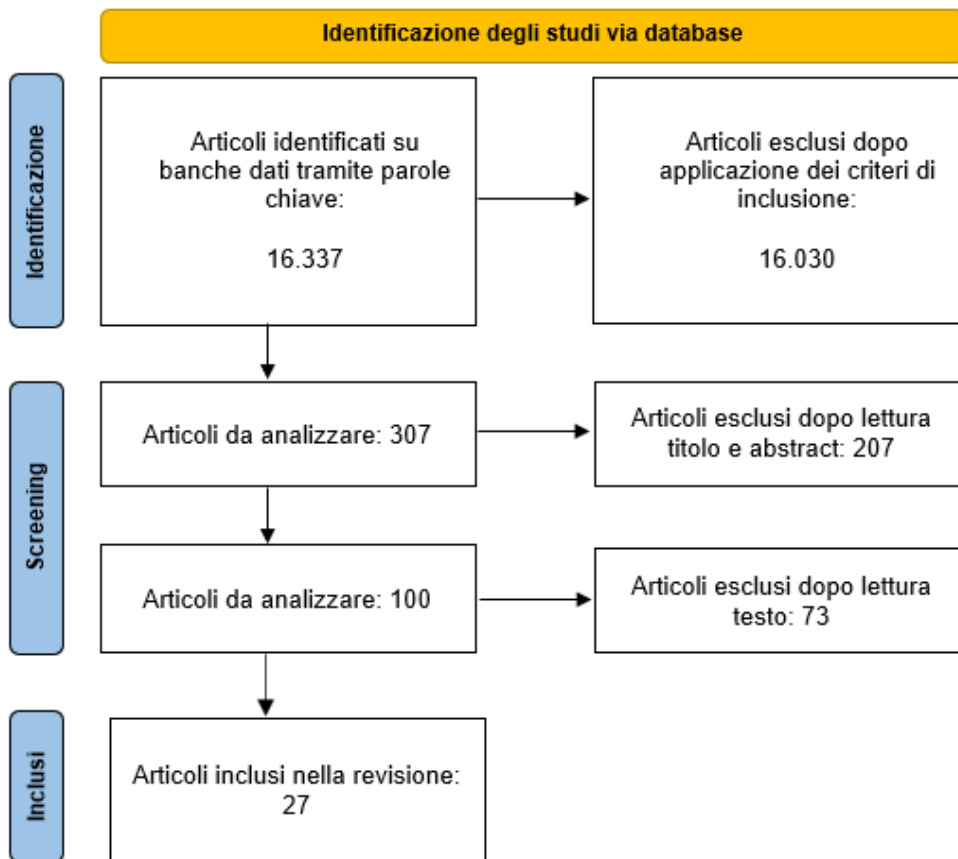 Identificazione degli studi via database
Identificazione
Articoli identificati su
banche dati tramite parole
chiave:
16.337
Articoli esclusi dopo
applicazione dei criteri di
inclusione:
16.030
Screening
Articoli da analizzare: 307
Articoli esclusi dopo lettura
titolo e abstract: 207
Articoli da analizzare: 100
Articoli esclusi dopo lettura
testo: 73
Inclusi
Articoli inclusi nella revisione:
27